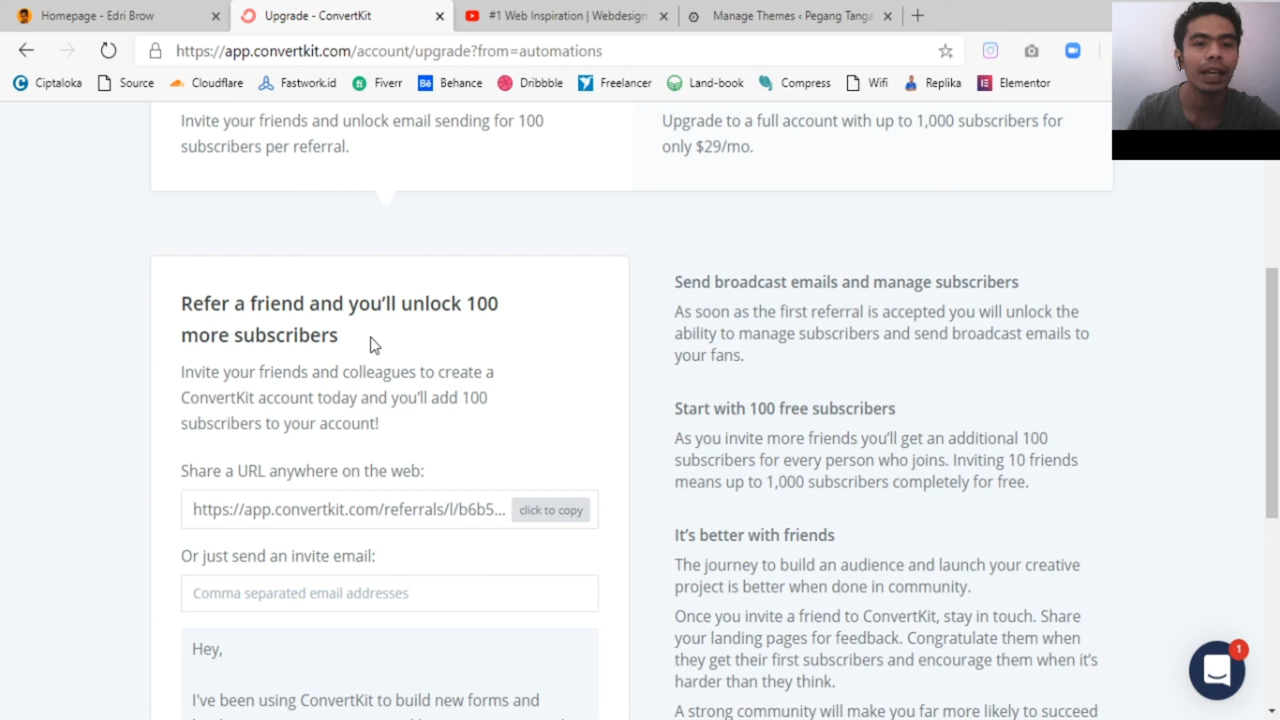 Homepage - Edri Brow
Upgrade - ConvertKit
#1 Web Inspiration | Webdesign
Manage Themes ‹ Pegang Tanga
https://app.convertkit.com/account/upgrade?from=automations
Ciptaloka
Source
Cloudflare
Fastwork.id
Fiverr
Behance
Dribbble
Freelancer
Land-book
Compress
Wifi
Replika
Elementor
Invite your friends and unlock email sending for 100
subscribers per referral.
Upgrade to a full account with up to 1,000 subscribers for
only $29/mo.
Refer a friend and you’ll unlock 100
more subscribers
Invite your friends and colleagues to create a
ConvertKit account today and you’ll add 100
subscribers to your account!
Share a URL anywhere on the web:
https://app.convertkit.com/referrals/l/b6b5...
click to copy
Or just send an invite email:
Comma separated email addresses
Hey,
I've been using ConvertKit to build new forms and
Send broadcast emails and manage subscribers
As soon as the first referral is accepted you will unlock the
ability to manage subscribers and send broadcast emails to
your fans.
Start with 100 free subscribers
As you invite more friends you’ll get an additional 100
subscribers for every person who joins. Inviting 10 friends
means up to 1,000 subscribers completely for free.
It’s better with friends
The journey to build an audience and launch your creative
project is better when done in community.
Once you invite a friend to ConvertKit, stay in touch. Share
your landing pages for feedback. Congratulate them when
they get their first subscribers and encourage them when it’s
harder than they think.
A strong community will make you far more likely to succeed
1